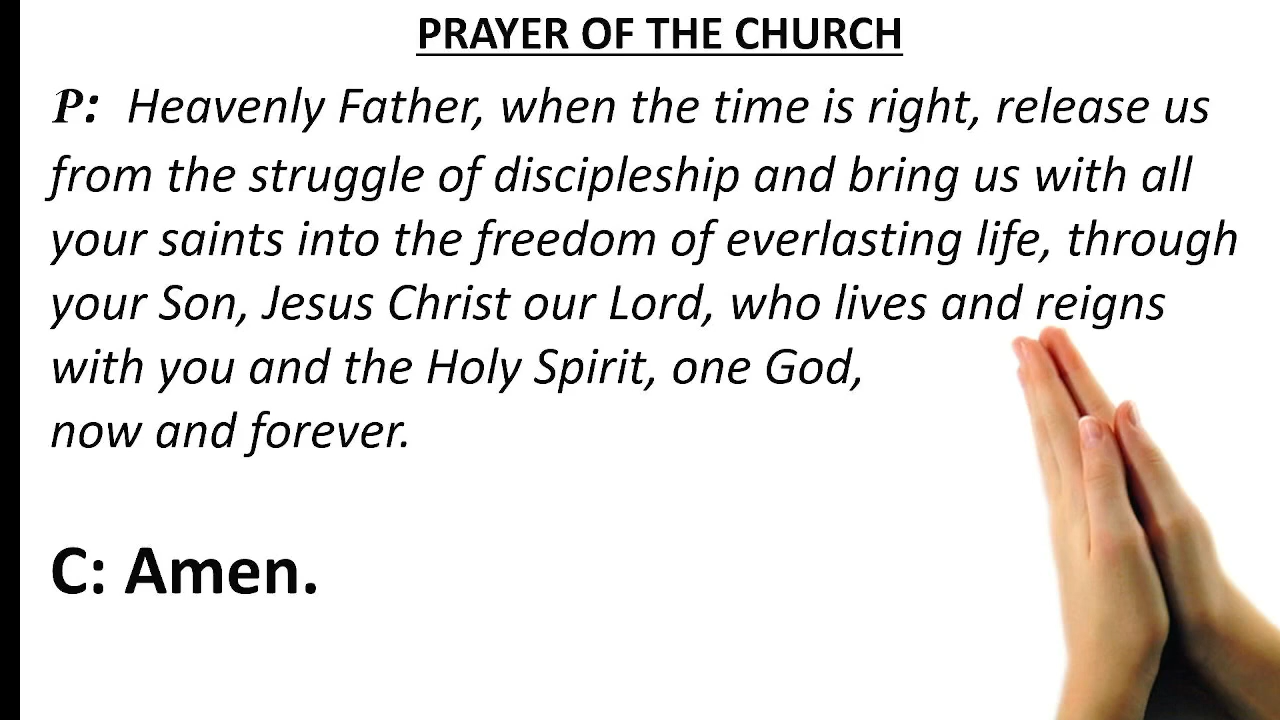 PRAYER OF THE CHURCH
P: Heavenly Father, when the time is right, release us
from the struggle of discipleship and bring us with all
your saints into the freedom of everlasting life, through
your Son, Jesus Christ our Lord, who lives and reigns
with you and the Holy Spirit, one God,
now and forever.
C: Amen.